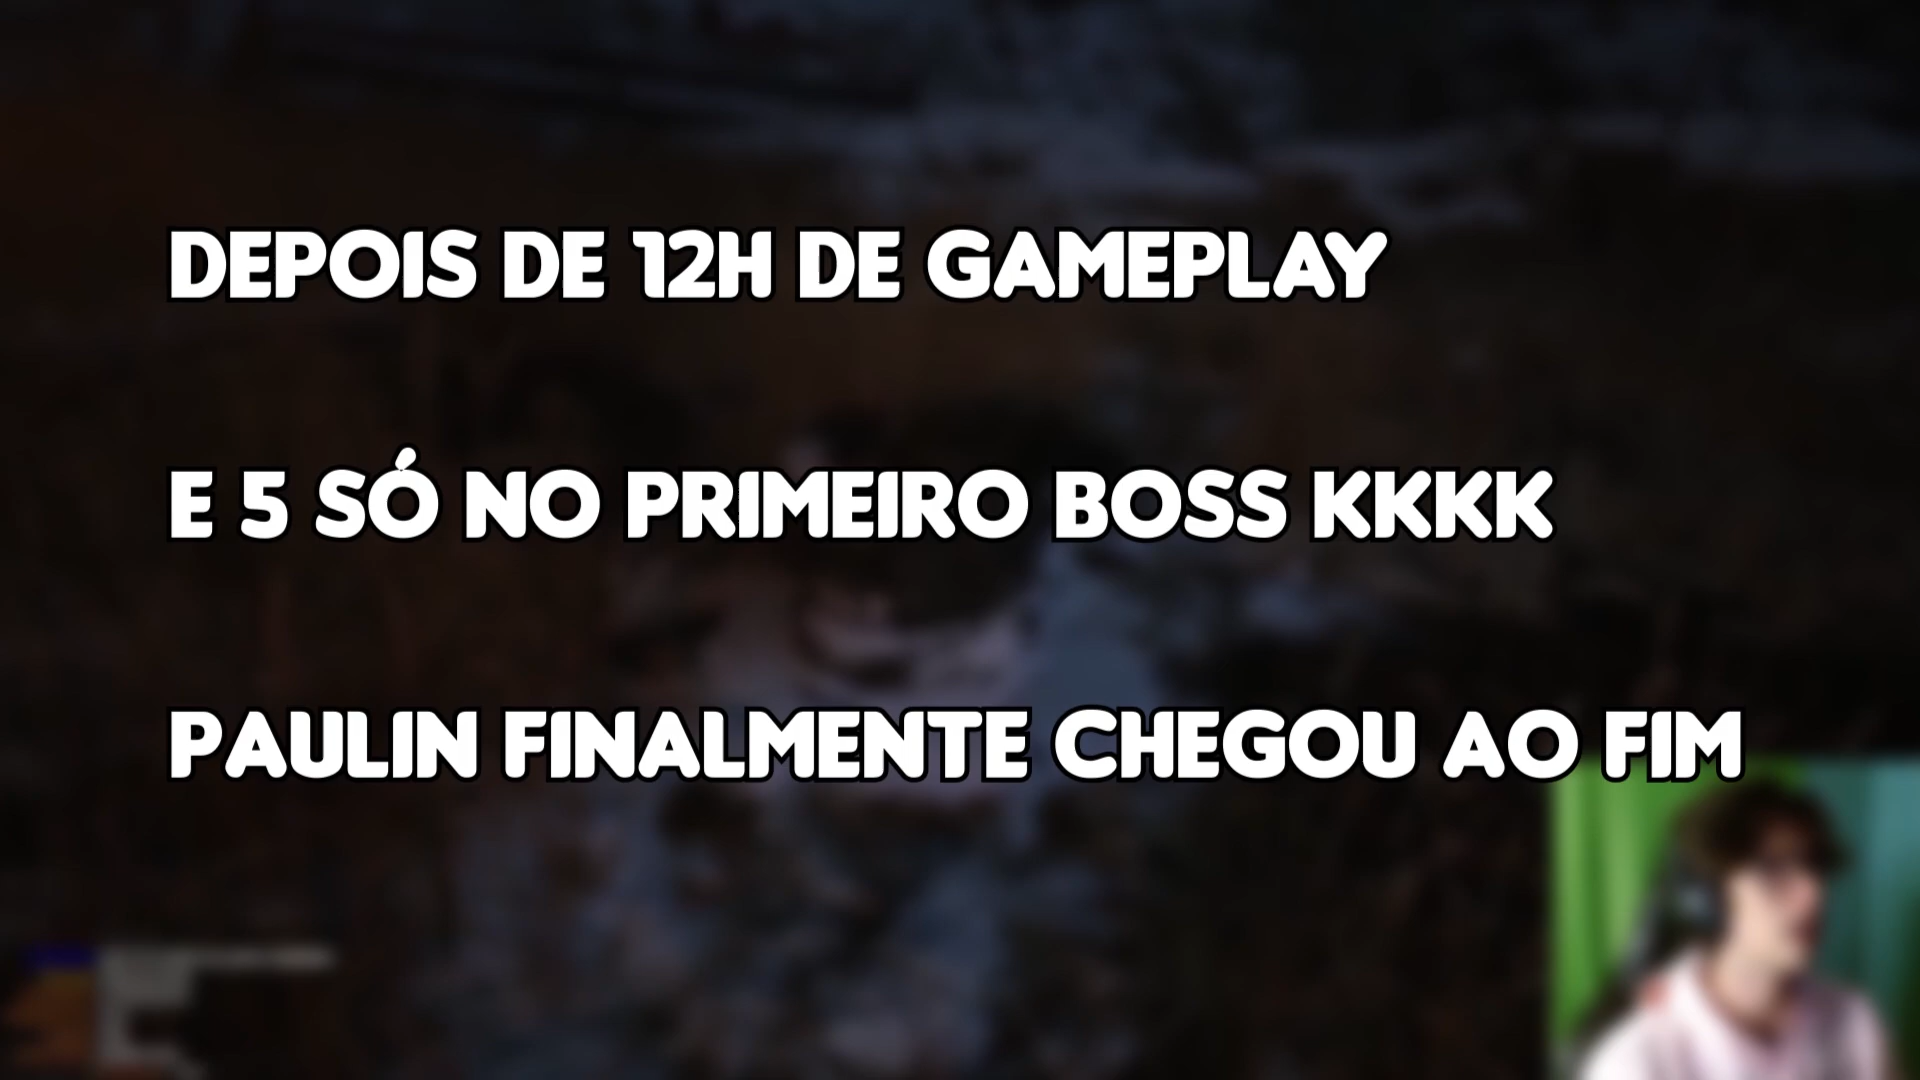 DEPOIS DE 12H DE GAMEPLAY
E 5 SÓ NO PRIMEIRO BOSS KKKK
PAULIN FINALMENTE CHEGOU AO FIM